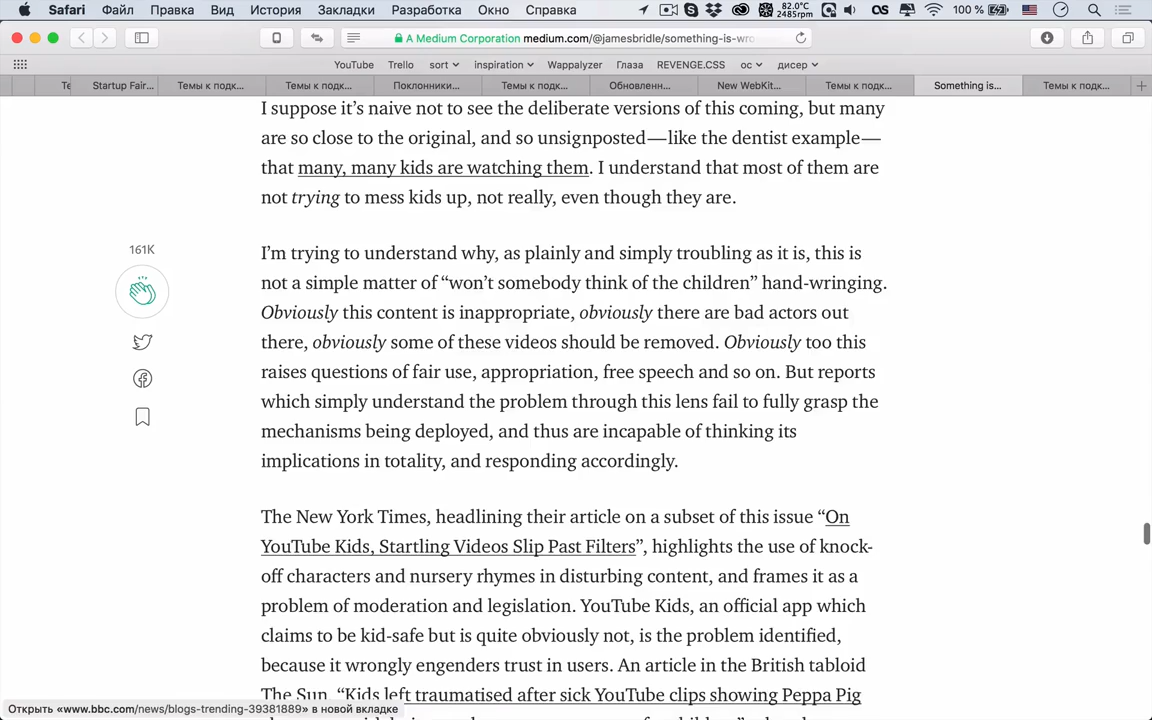 Safari Файл Правка Вид История Закладки Разработка Окно Справка 82.0°C 2485rpm 100 %
A Medium Corporation medium.com/@jamesbridle/something-is-wro
YouTube Trello sort inspiration Wappalyzer Глаза REVENGE.CSS ос дисер
Те Startup Fair... Темы к подк... Темы к подк... Поклонники... Темы к подк... Обновленн... New WebKit... Темы к подк... Something is... Темы к подк...
I suppose it’s naive not to see the deliberate versions of this coming, but many
are so close to the original, and so unsignposted — like the dentist example —
that many, many kids are watching them. I understand that most of them are
not trying to mess kids up, not really, even though they are.
161K
I’m trying to understand why, as plainly and simply troubling as it is, this is
not a simple matter of “won’t somebody think of the children” hand-wringing.
Obviously this content is inappropriate, obviously there are bad actors out
there, obviously some of these videos should be removed. Obviously too this
raises questions of fair use, appropriation, free speech and so on. But reports
which simply understand the problem through this lens fail to fully grasp the
mechanisms being deployed, and thus are incapable of thinking its
implications in totality, and responding accordingly.
The New York Times, headlining their article on a subset of this issue “On
YouTube Kids, Startling Videos Slip Past Filters”, highlights the use of knock-
off characters and nursery rhymes in disturbing content, and frames it as a
problem of moderation and legislation. YouTube Kids, an official app which
claims to be kid-safe but is quite obviously not, is the problem identified,
because it wrongly engenders trust in users. An article in the British tabloid
The Sun, “Kids left traumatised after sick YouTube clips showing Peppa Pig
Открыть «www.bbc.com/news/blogs-trending-39381889» в новой вкладке